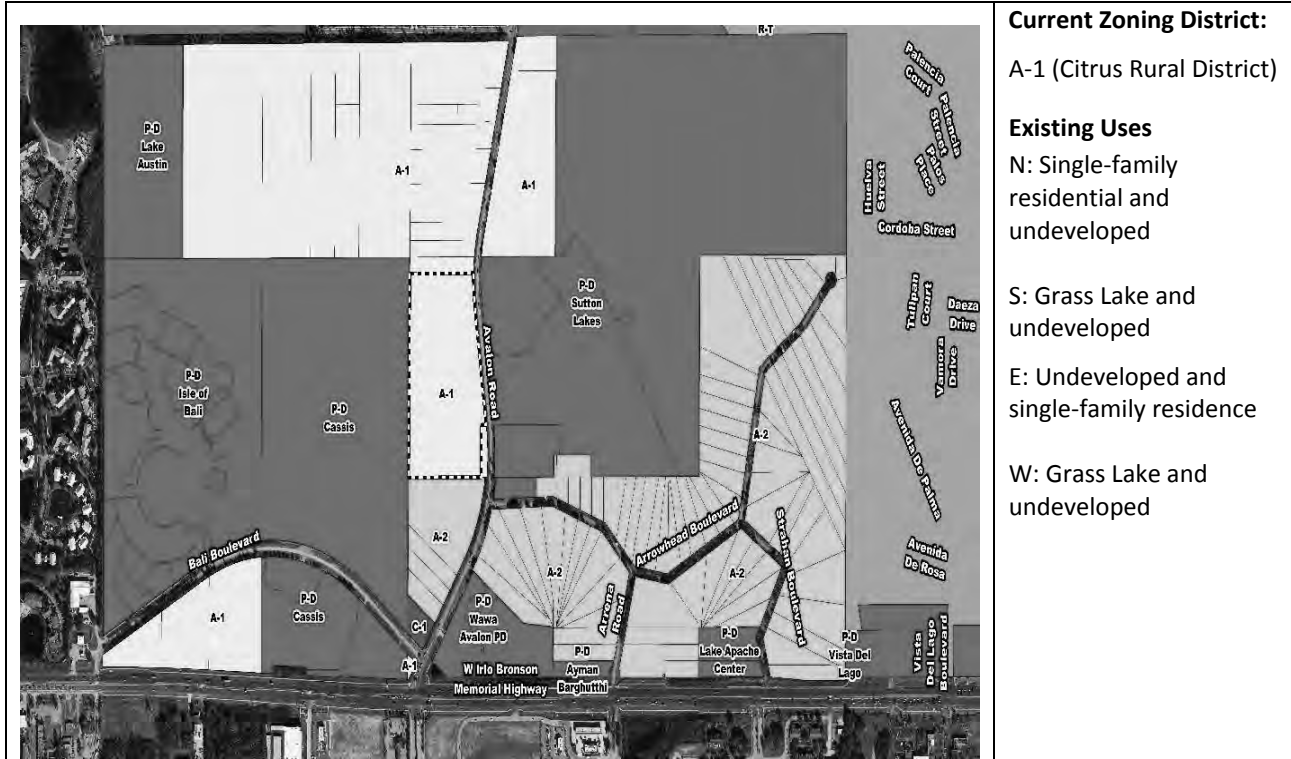 R-T
P-D
Lake
Austin
A-1
A-1
Palencia
Court
Palencia
Street
Palos
Place
Huelva
Street
Cordoba Street
P-D
Isle of
Bali
P-D
Cassis
A-1
Avalon Road
P-D
Sutton
Lakes
Tulipan
Court
Daeza
Drive
Vamora
Drive
A-2
Avenida De Palma
Bali Boulevard
A-2
Arrowhead Boulevard
Strahan Boulevard
A-2
A-2
Avenida
De Rosa
A-1
P-D
Cassis
C-1
A-1
P-D
Wawa
Avalon PD
Arrena
Road
P-D
Ayman
Barghutthi
P-D
Lake Apache
Center
P-D
Vista Del
Lago
Vista
Del Lago
Boulevard
W Irlo Bronson
Memorial Highway
Current Zoning District:
A-1 (Citrus Rural District)
Existing Uses
N: Single-family
residential and
undeveloped
S: Grass Lake and
undeveloped
E: Undeveloped and
single-family residence
W: Grass Lake and
undeveloped